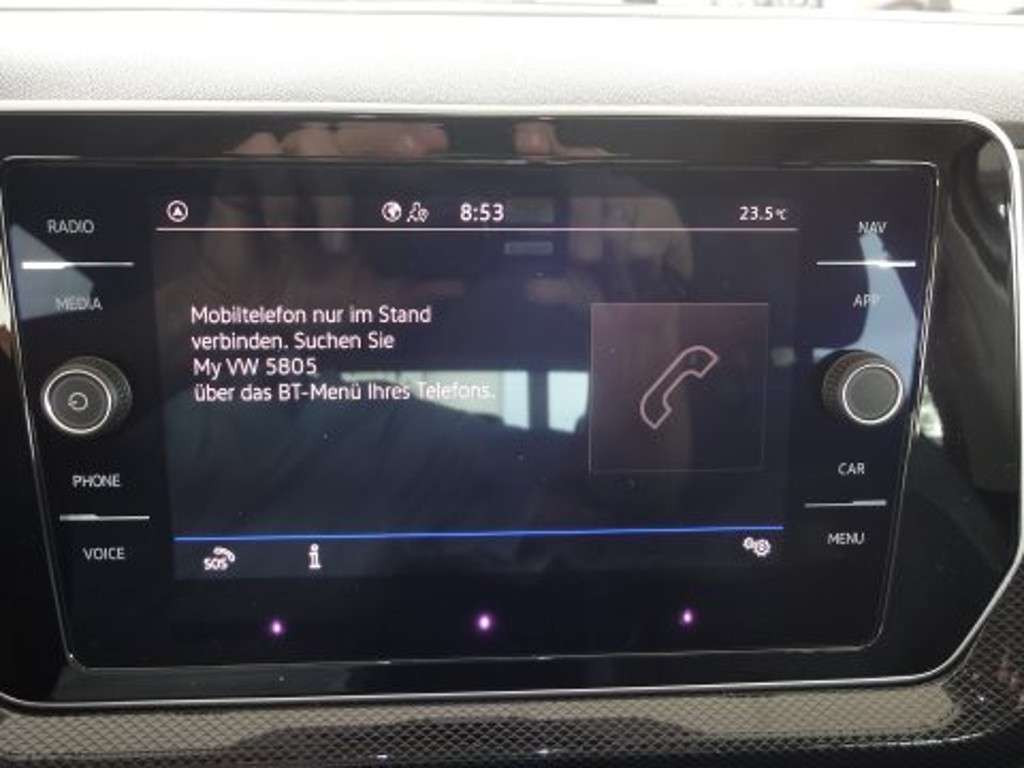 8:53
23.5°C
RADIO
NAV
MEDIA
APP
Mobiltelefon nur im Stand
verbinden. Suchen Sie
My VW 5805
über das BT-Menü Ihres Telefons.
PHONE
CAR
VOICE
MENU
SOS
i